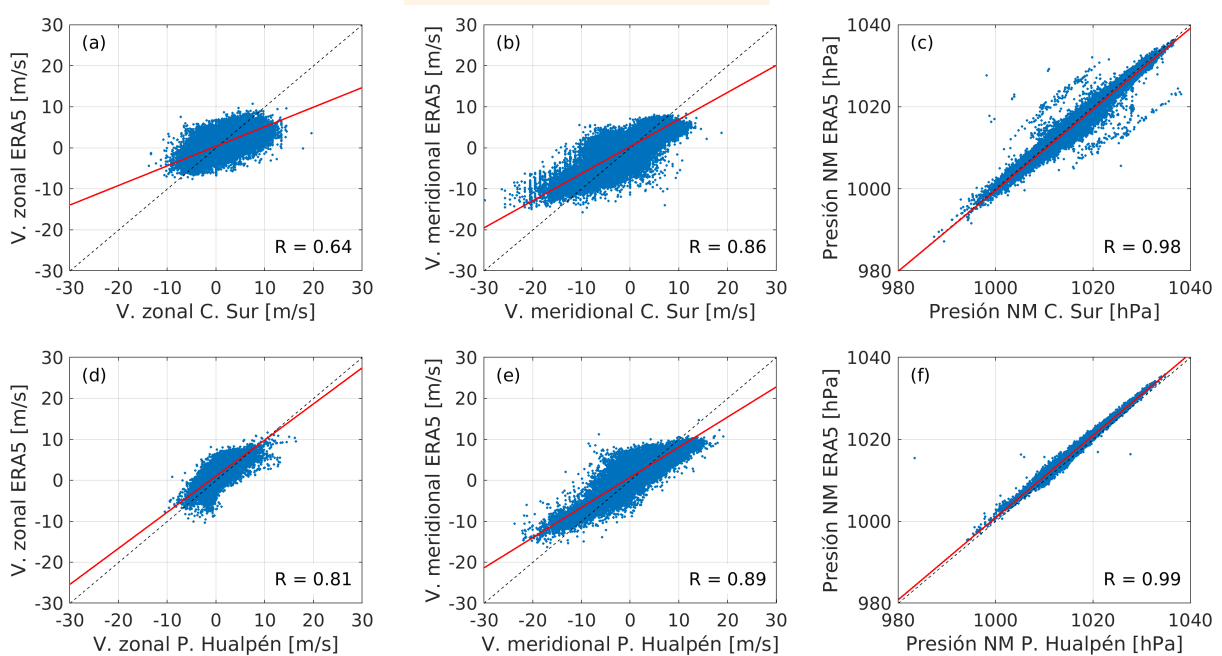 (a)
30
20
10
0
-10
-20
-30
V. zonal ERA5 [m/s]
R = 0.64
-30 -20 -10 0 10 20 30
V. zonal C. Sur [m/s]
(b)
30
20
10
0
-10
-20
-30
V. meridional ERA5 [m/s]
R = 0.86
-30 -20 -10 0 10 20 30
V. meridional C. Sur [m/s]
(c)
1040
1020
1000
980
Presión NM ERA5 [hPa]
R = 0.98
980 1000 1020 1040
Presión NM C. Sur [hPa]
(d)
30
20
10
0
-10
-20
-30
V. zonal ERA5 [m/s]
R = 0.81
-30 -20 -10 0 10 20 30
V. zonal P. Hualpén [m/s]
(e)
30
20
10
0
-10
-20
-30
V. meridional ERA5 [m/s]
R = 0.89
-30 -20 -10 0 10 20 30
V. meridional P. Hualpén [m/s]
(f)
1040
1020
1000
980
Presión NM ERA5 [hPa]
R = 0.99
980 1000 1020 1040
Presión NM P. Hualpén [hPa]